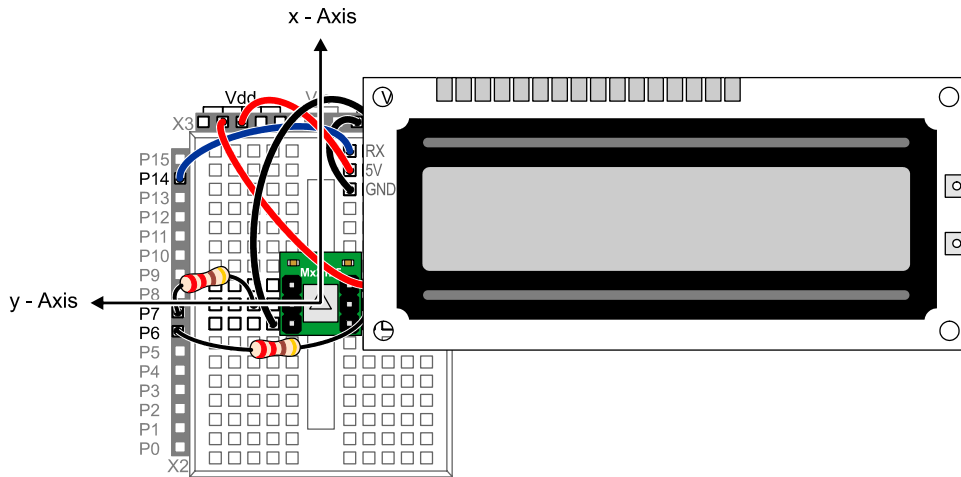 x - Axis
Vdd
X3
P15
P14
P13
P12
P11
P10
P9
P8
P7
P6
P5
P4
P3
P2
P1
P0
X2
RX
5V
GND
y - Axis